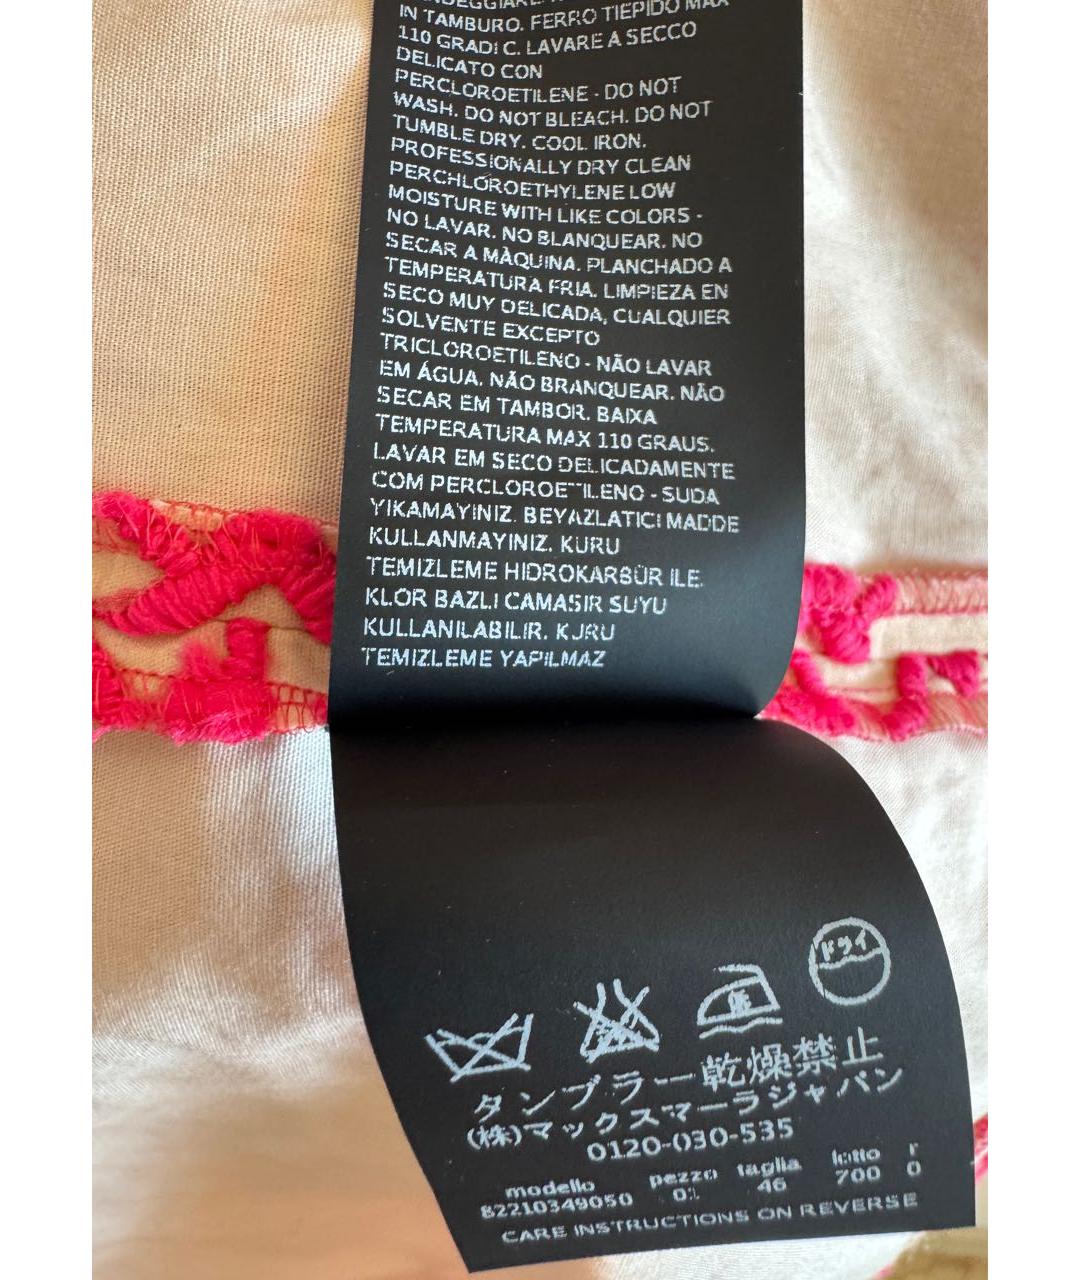 IN TAMBURO. FERRO TIEPIDO MAX
110 GRADI C. LAVARE A SECCO
DELICATO CON
PERCLOROETILENE - DO NOT
WASH. DO NOT BLEACH. DO NOT
TUMBLE DRY. COOL IRON.
PROFESSIONALLY DRY CLEAN
PERCHLOROETHYLENE LOW
MOISTURE WITH LIKE COLORS -
NO LAVAR. NO BLANQUEAR. NO
SECAR A MÀQUINA. PLANCHADO A
TEMPERATURA FRIA. LIMPIEZA EN
SECO MUY DELICADA, CUALQUIER
SOLVENTE EXCEPTO
TRICLOROETILENO - NÃO LAVAR
EM ÁGUA. NÃO BRANQUEAR. NÃO
SECAR EM TAMBOR. BAIXA
TEMPERATURA MAX 110 GRAUS.
LAVAR EM SECO DELICADAMENTE
COM PERCLOROETILENO - SUDA
YIKAMAYINIZ. BEYAZLATICI MADDE
KULLANMAYINIZ. KURU
TEMIZLEME HIDROKARBÜR ILE.
KLOR BAZLI CAMASIR SUYU
KULLANILABILIR. KURU
TEMIZLEME YAPILMAZ
ドライ
低
タンブラー乾燥禁止
(株)マックスマーラジャパン
0120-030-535
modello pezzo taglia lotto r
82210349050 01 46 700 0
CARE INSTRUCTIONS ON REVERSE